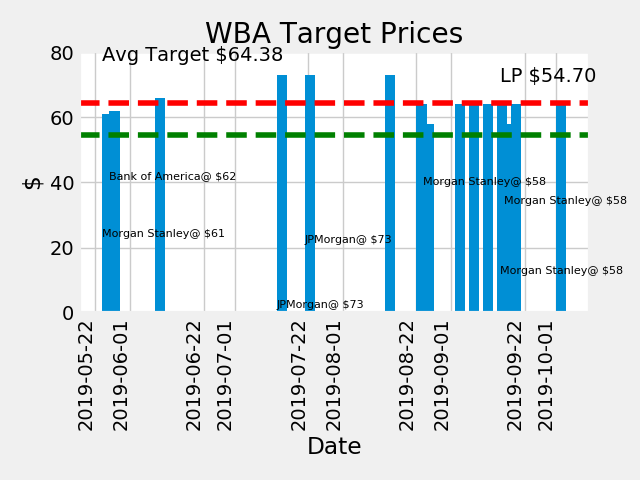 WBA Target Prices
Avg Target $64.38
LP $54.70
80
60
40
20
0
$
Bank of America@ $62
Morgan Stanley@ $61
JPMorgan@ $73
JPMorgan@ $73
Morgan Stanley@ $58
Morgan Stanley@ $58
Morgan Stanley@ $58
2019-05-22
2019-06-01
2019-06-22
2019-07-01
2019-07-22
2019-08-01
2019-08-22
2019-09-01
2019-09-22
2019-10-01
Date